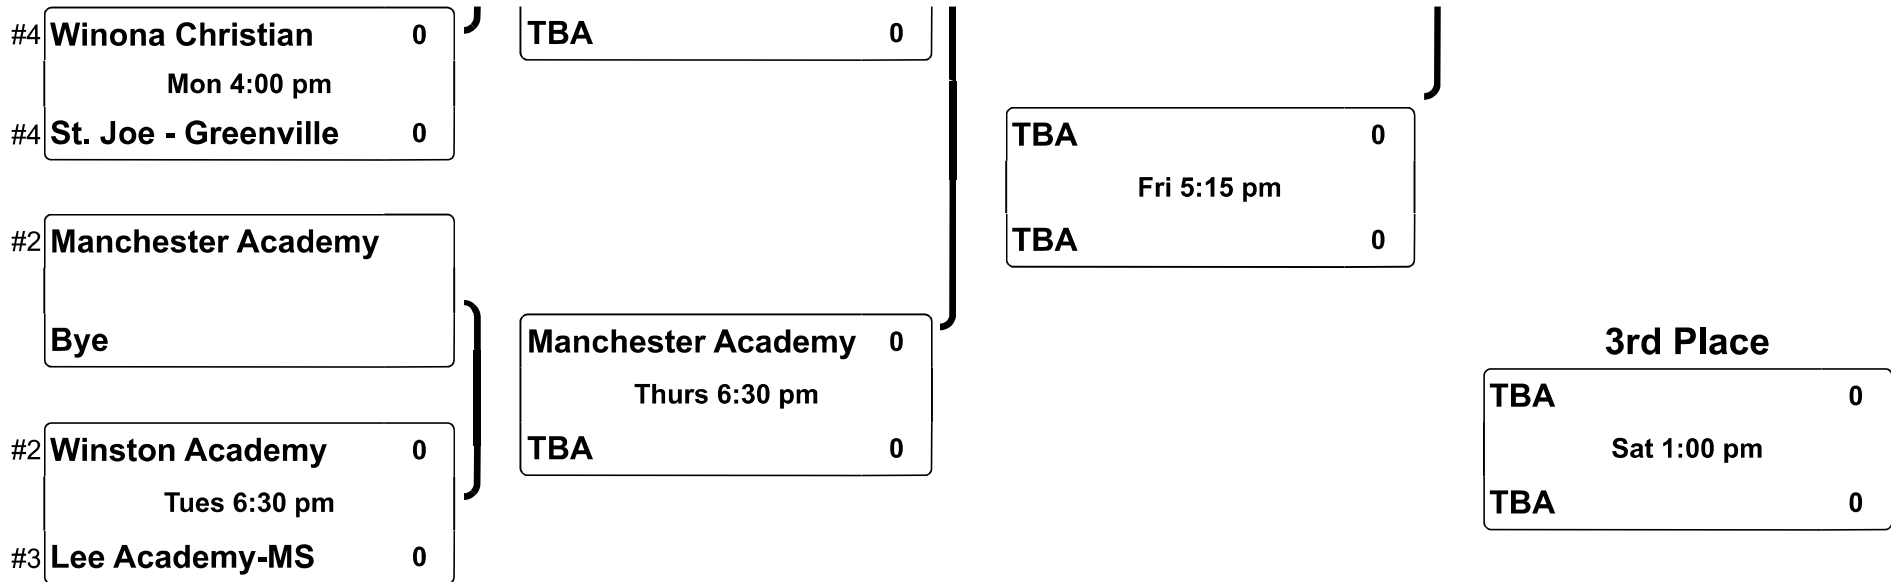 #4 Winona Christian 0
Mon 4:00 pm
#4 St. Joe - Greenville 0
#2 Manchester Academy
Bye
#2 Winston Academy 0
Tues 6:30 pm
#3 Lee Academy-MS 0
TBA 0
Manchester Academy 0
Thurs 6:30 pm
TBA 0
TBA 0
Fri 5:15 pm
TBA 0
3rd Place
TBA 0
Sat 1:00 pm
TBA 0